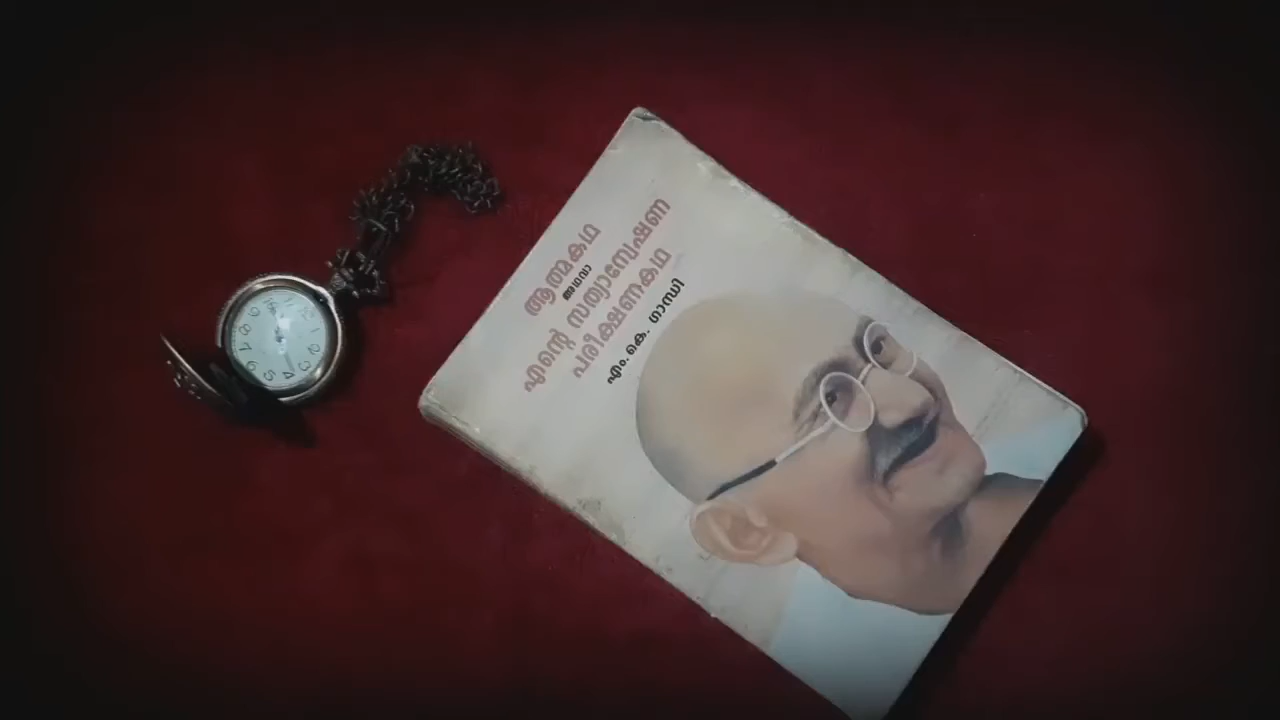 ആത്മകഥ
അഥവാ
എന്റെ സത്യാന്വേഷണ
പരീക്ഷണകഥ
എം. കെ. ഗാന്ധി